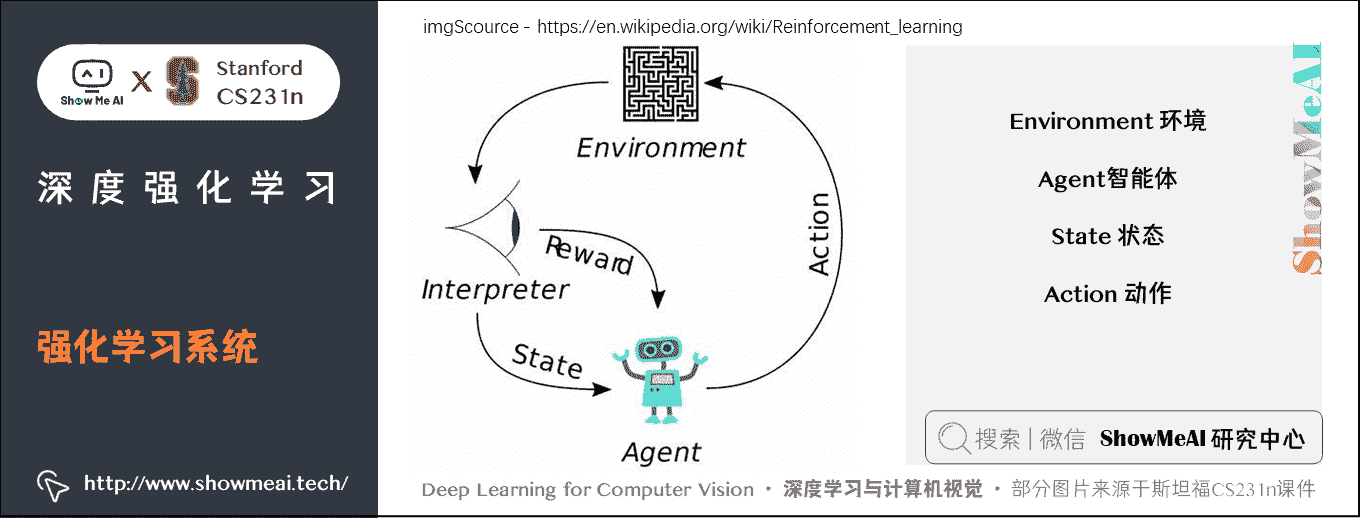 imgScource - https://en.wikipedia.org/wiki/Reinforcement_learning
Show Me AI
X
S
Stanford
CS231n
深度强化学习
强化学习系统
http://www.showmeai.tech/
Environment
Interpreter
Reward
State
Agent
Action
Environment 环境
Agent智能体
State 状态
Action 动作
ShowMeAI
搜索 | 微信 ShowMeAI 研究中心
Deep Learning for Computer Vision · 深度学习与计算机视觉 · 部分图片来源于斯坦福CS231n课件